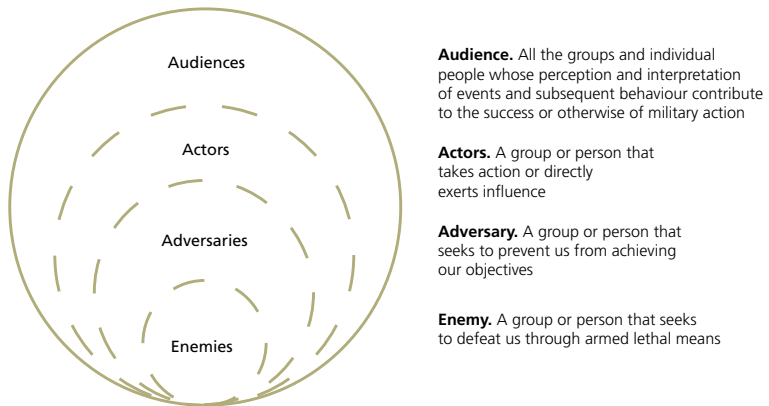 Audiences
Actors
Adversaries
Enemies
Audience. All the groups and individual
people whose perception and interpretation
of events and subsequent behaviour contribute
to the success or otherwise of military action
Actors. A group or person that
takes action or directly
exerts influence
Adversary. A group or person that
seeks to prevent us from achieving
our objectives
Enemy. A group or person that seeks
to defeat us through armed lethal means